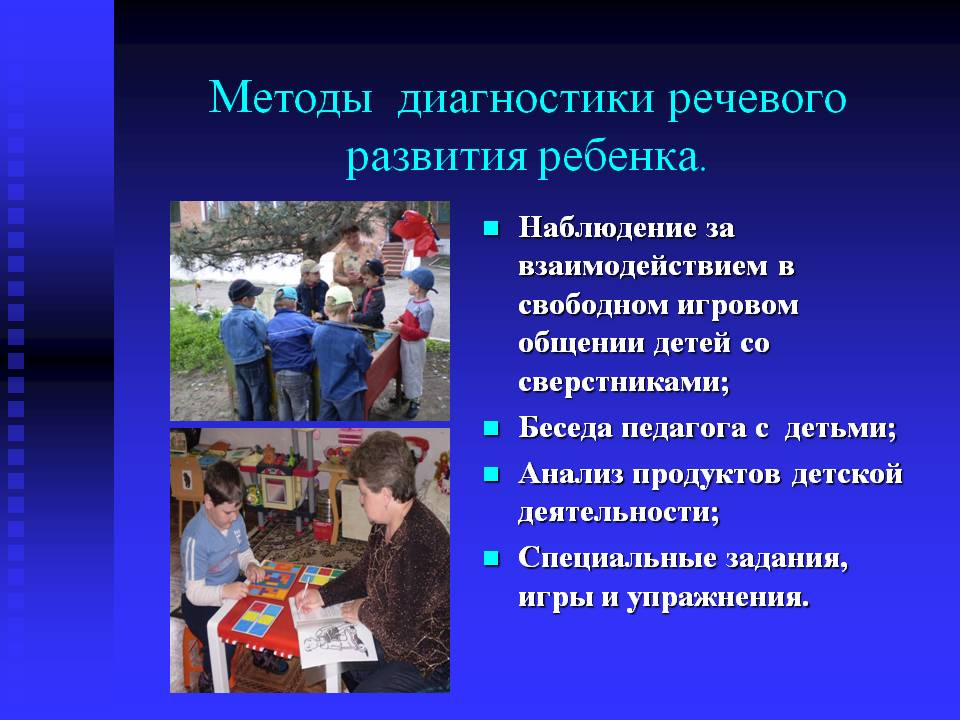 Методы  диагностики речевого
развития ребенка.
Наблюдение за
взаимодействием в
свободном игровом
общении детей со
сверстниками;
Беседа педагога с  детьми;
Анализ продуктов детской
деятельности;
Специальные задания,
игры и упражнения.